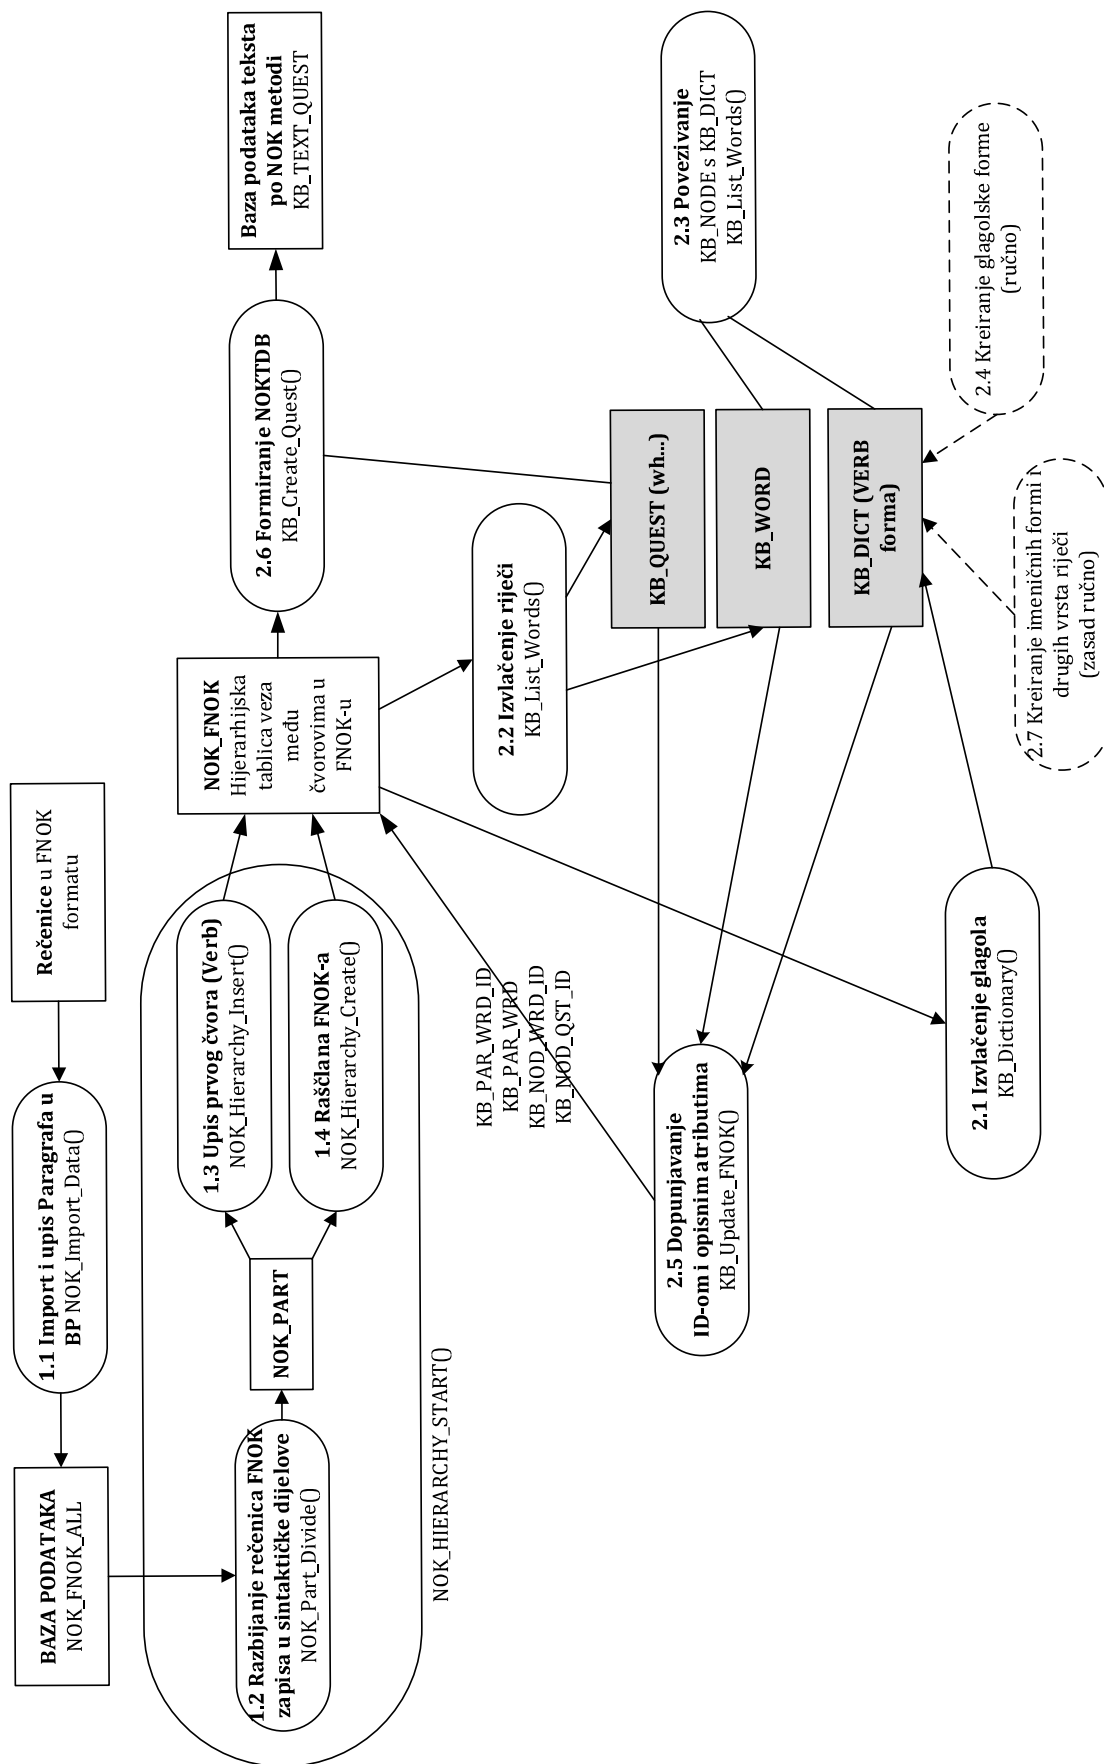 Rečenice u FNOK
formatu
1.1 Import i upis Paragrafa u
BP NOK_Import_Data()
BAZA PODATAKA
NOK_FNOK_ALL
1.2 Razbijanje rečenica FNOK
zapisa u sintaktičke dijelove
NOK_Part_Divide()
NOK_PART
1.3 Upis prvog čvora (Verb)
NOK_Hierarchy_Insert()
1.4 Raščlana FNOK-a
NOK_Hierarchy_Create()
NOK_HIERARCHY_START()
NOK_FNOK
Hijerarhijska
tablica veza
među
čvorovima u
FNOK-u
2.6 Formiranje NOKTDB
KB_Create_Quest()
Baza podataka teksta
po NOK metodi
KB_TEXT_QUEST
2.2 Izvlačenje riječi
KB_List_Words()
KB_PAR_WRD_ID
KB_PAR_WRD
KB_NOD_WRD_ID
KB_NOD_QST_ID
KB_QUEST (wh...)
KB_WORD
KB_DICT (VERB
forma)
2.3 Povezivanje
KB_NODE s KB_DICT
KB_List_Words()
2.5 Dopunjavanje
ID-om i opisnim atributima
KB_Update_FNOK()
2.1 Izvlačenje glagola
KB_Dictionary()
2.4 Kreiranje glagolske forme
(ručno)
2.7 Kreiranje imeničnih formi i
drugih vrsta riječi
(zasad ručno)